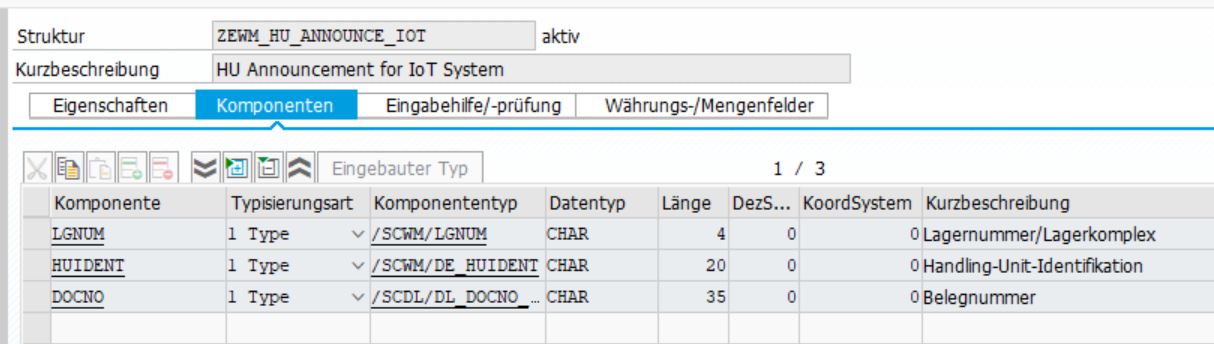 Struktur ZEWM_HU_ANNOUNCE_IOT aktiv
Kurzbeschreibung HU Announcement for IoT System
Eigenschaften Komponenten Eingabehilfe/-prüfung Währungs-/Mengenfelder
Eingebauter Typ 1 / 3
Komponente Typisierungsart Komponententyp Datentyp Länge DezS... KoordSystem Kurzbeschreibung
LGNUM 1 Type /SCWM/LGNUM CHAR 4 0 0 Lagernummer/Lagerkomplex
HUIDENT 1 Type /SCWM/DE_HUIDENT CHAR 20 0 0 Handling-Unit-Identifikation
DOCNO 1 Type /SCDL/DL_DOCNO_… CHAR 35 0 0 Belegnummer